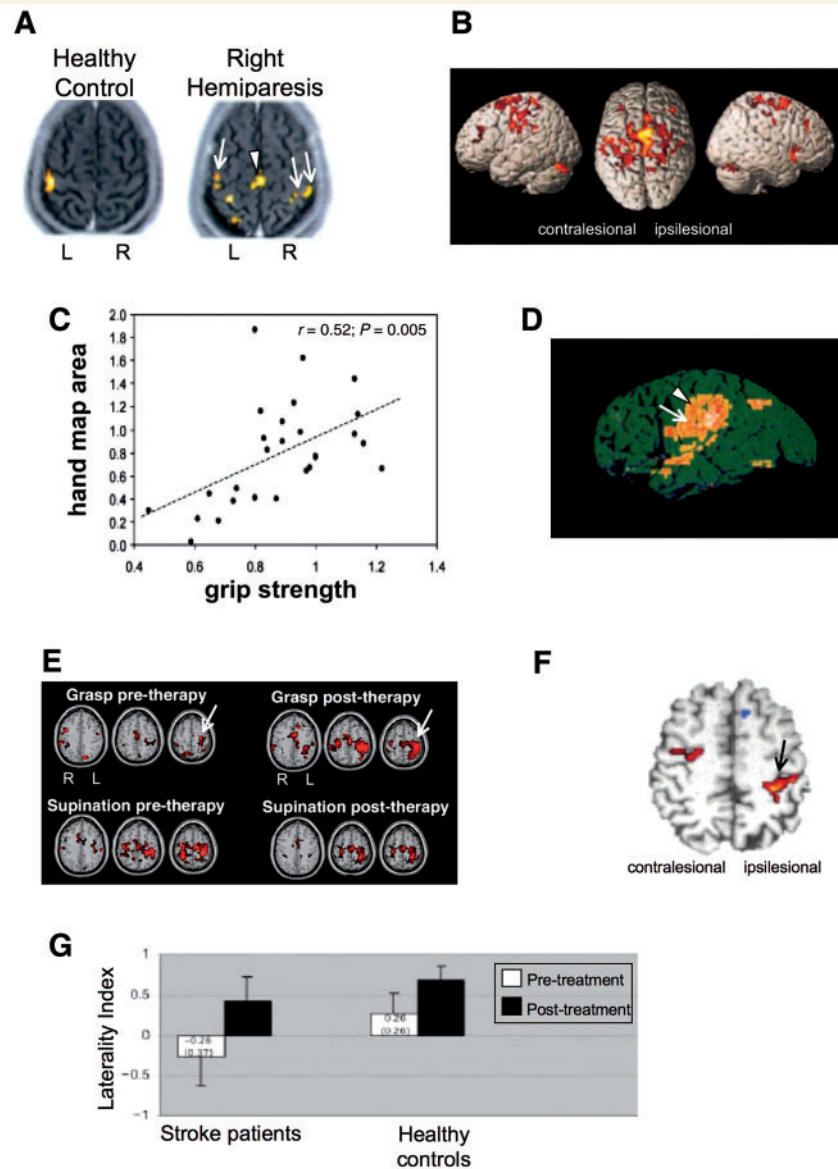 A
Healthy
Control
Right
Hemiparesis
L R
L R
B
contralesional ipsilesional
C
r = 0.52; P = 0.005
hand map area
2.0
1.8
1.6
1.4
1.2
1.0
0.8
0.6
0.4
0.2
0.0
0.4 0.6 0.8 1 1.2 1.4
grip strength
D
E
Grasp pre-therapy
R L
Grasp post-therapy
R L
Supination pre-therapy
Supination post-therapy
F
contralesional ipsilesional
G
Laterality Index
1
0.5
0
−0.5
−1
−0.26
(0.37)
0.26
(0.26)
Pre-treatment
Post-treatment
Stroke patients
Healthy
controls